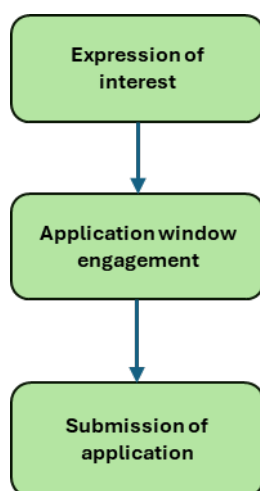 Expression of
interest
Application window
engagement
Submission of
application